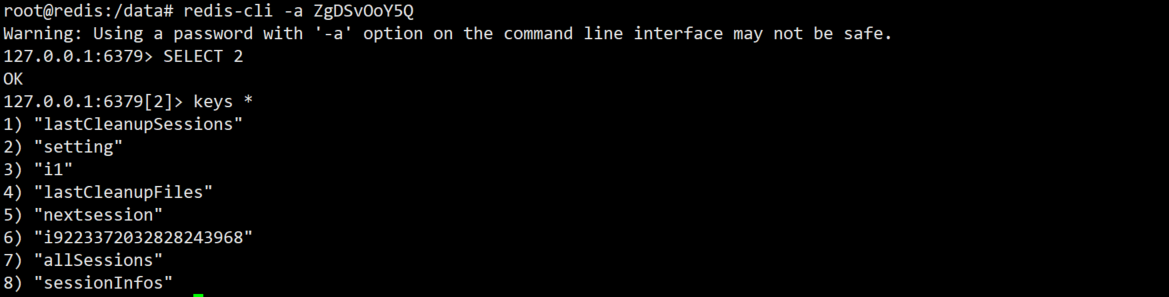 root@redis:/data# redis-cli -a ZgDSvOoY5Q
Warning: Using a password with '-a' option on the command line interface may not be safe.
127.0.0.1:6379> SELECT 2
OK
127.0.0.1:6379[2]> keys *
1) "lastCleanupSessions"
2) "setting"
3) "i1"
4) "lastCleanupFiles"
5) "nextsession"
6) "i9223372032828243968"
7) "allSessions"
8) "sessionInfos"